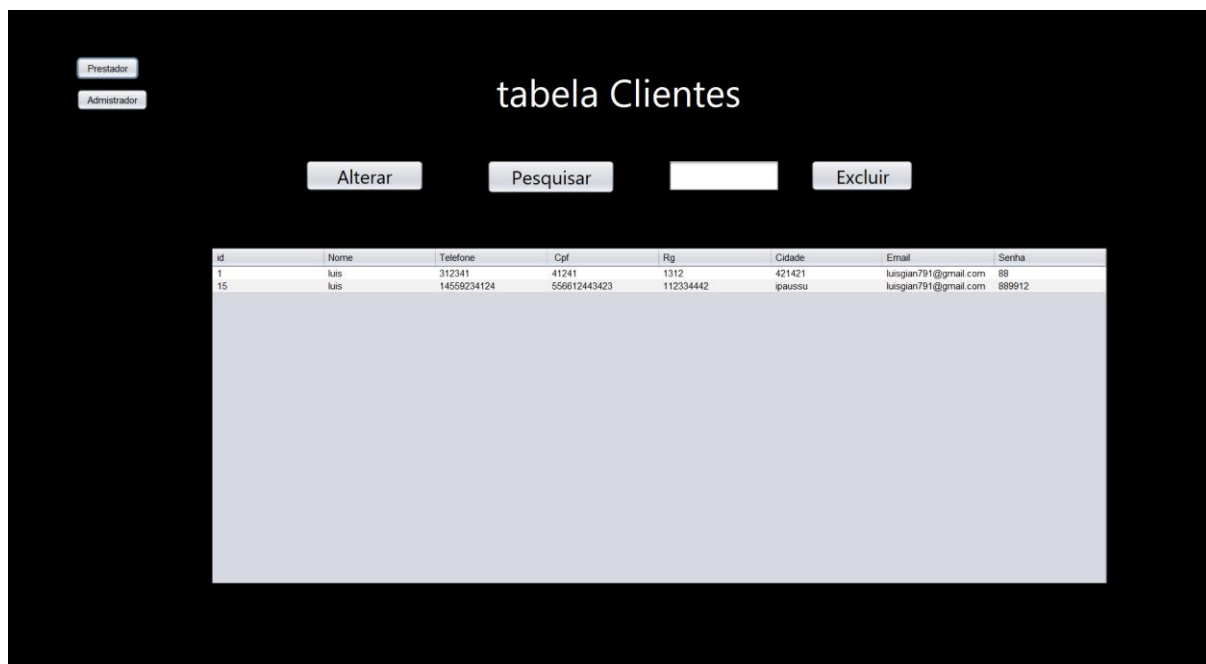 Prestador
Admistrador
tabela Clientes
Alterar Pesquisar Excluir
id Nome Telefone Cpf Rg Cidade Email Senha
1 luis 312341 41241 1312 421421 luisgian791@gmail.com 88
15 luis 14559234124 556612443423 112334442 ipaussu luisgian791@gmail.com 889912